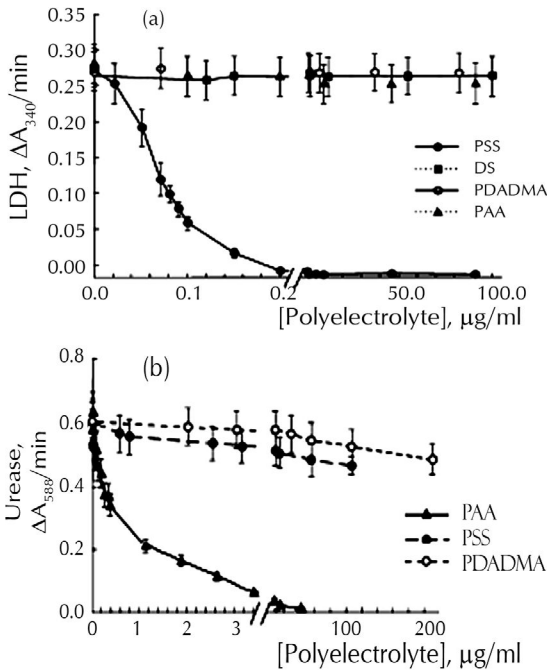 (a)
LDH, ΔA340/min
0.35
0.30
0.25
0.20
0.15
0.10
0.05
0.00
PSS
DS
PDADMA
PAA
0.0 0.1 0.2 50.0 100.0
[Polyelectrolyte], μg/ml
(b)
Urease,
ΔA588/min
0.8
0.6
0.4
0.2
0.0
PAA
PSS
PDADMA
0 1 2 3 100 200
[Polyelectrolyte], μg/ml